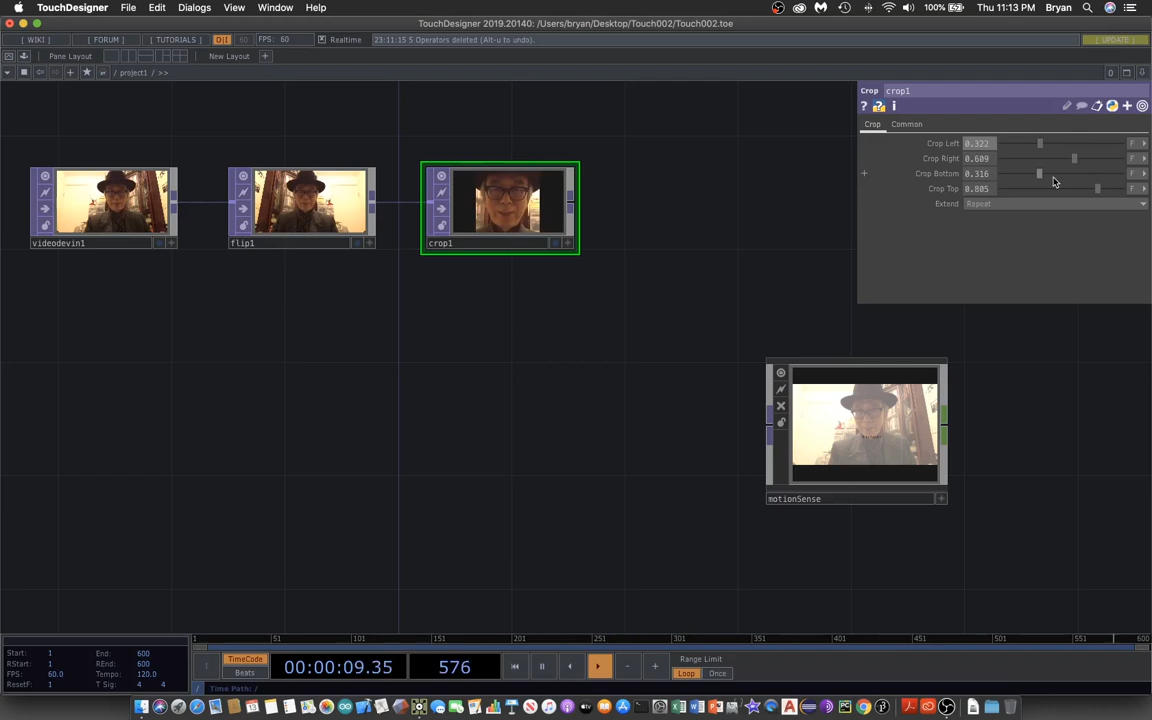 TouchDesigner File Edit Dialogs View Window Help 100% Thu 11:13 PM Bryan
TouchDesigner 2019.20140: /Users/bryan/Desktop/Touch002/Touch002.toe
[ WIKI ] [ FORUM ] [ TUTORIALS ] O|I 60 FPS: 60 Realtime 23:11:15 5 Operators deleted (Alt-u to undo). [ UPDATE ]
Pane Layout New Layout +
/ project1 / >> 0
Crop crop1
? i
Crop Common
Crop Left 0.322 F
Crop Right 0.609 F
+ Crop Bottom 0.316 F
Crop Top 0.805 F
Extend Repeat
videodevin1 flip1 crop1
motionSense
1 51 101 151 201 251 301 351 401 451 501 551 600
Start: 1 End: 600
RStart: 1 REnd: 600
FPS: 60.0 Tempo: 120.0
ResetF: 1 T Sig: 4 4
TimeCode
Beats
00:00:09.35 576 - +
Range Limit
Loop Once
/ Time Path: /